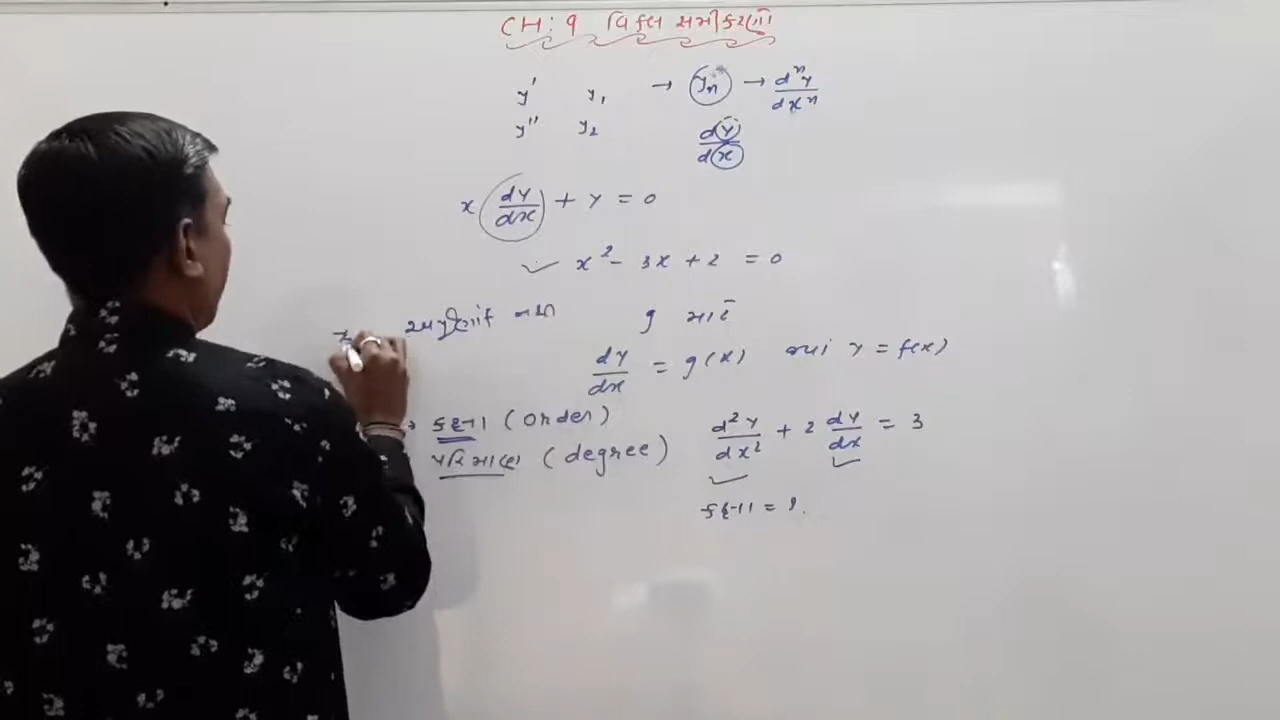 CH: 9 વિકલ સમીકરણો
y' y₁ → yₙ → dⁿy/dxⁿ
y'' y₂ dy/dx
x (dy/dx) + y = 0
✓ x² - 3x + 2 = 0
g માટે
dy/dx = g(x) જ્યાં y = f(x)
→ કક્ષા (order)
પરિમાણ (degree)
d²y/dx² + 2 dy/dx = 3
કક્ષા =